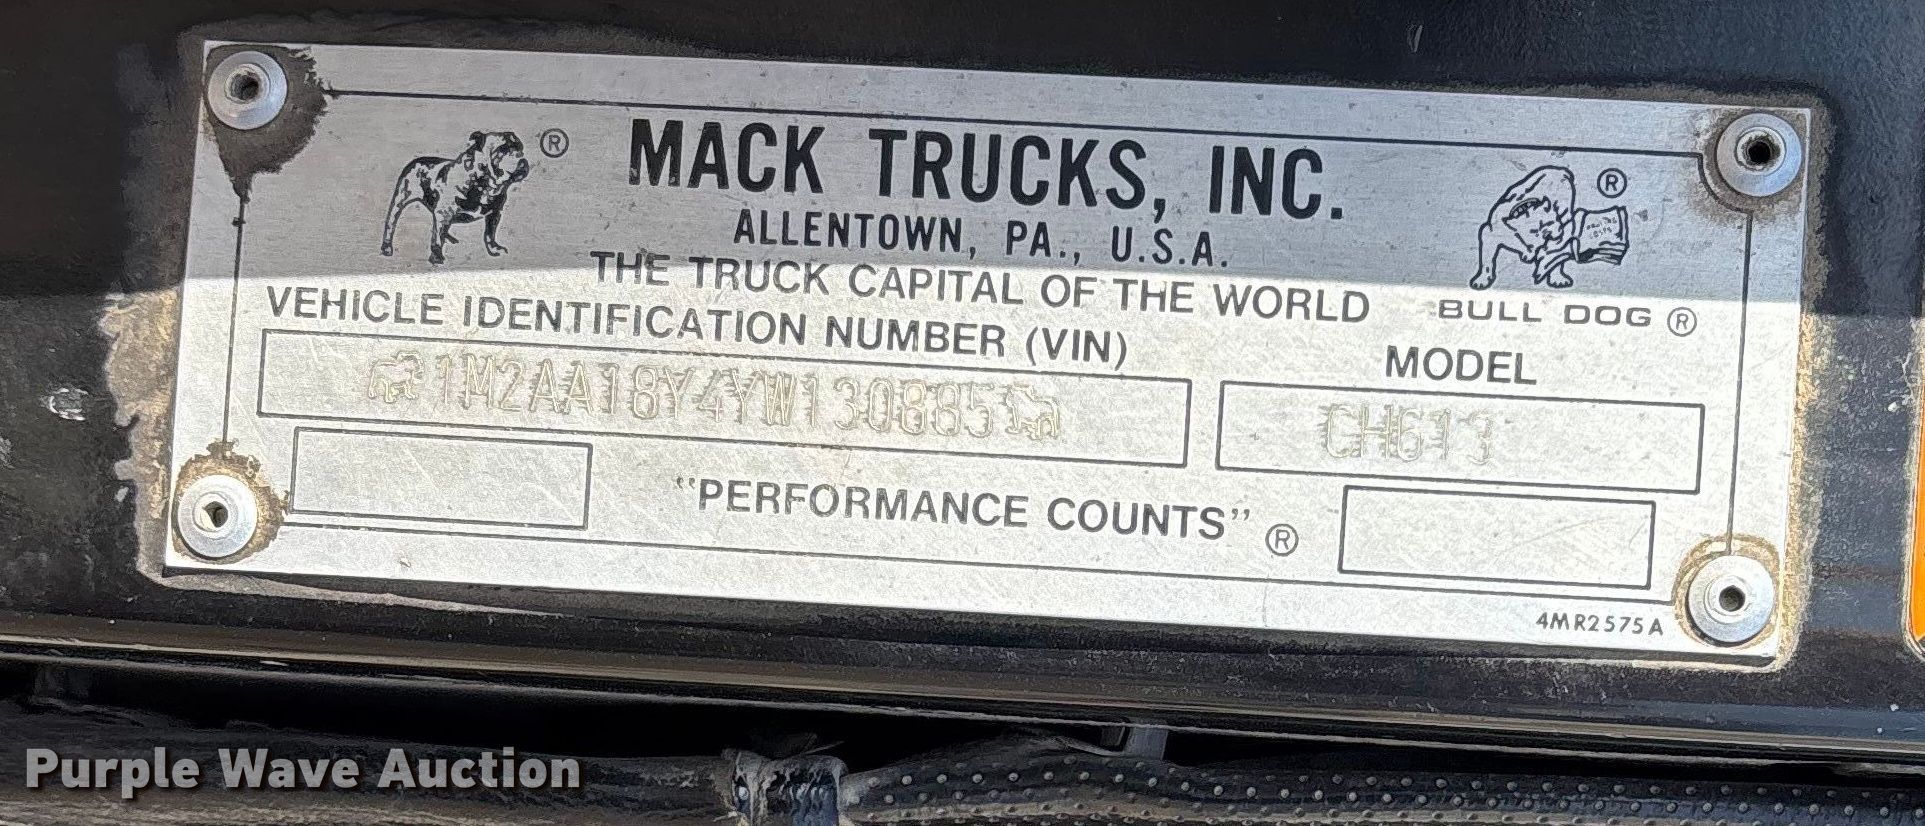 ® MACK TRUCKS, INC. ®
ALLENTOWN, PA., U.S.A.
THE TRUCK CAPITAL OF THE WORLD
BULL DOG ®
VEHICLE IDENTIFICATION NUMBER (VIN)
MODEL
1M2AA18Y4YW130885
CH613
"PERFORMANCE COUNTS" ®
4MR2575A
Purple Wave Auction